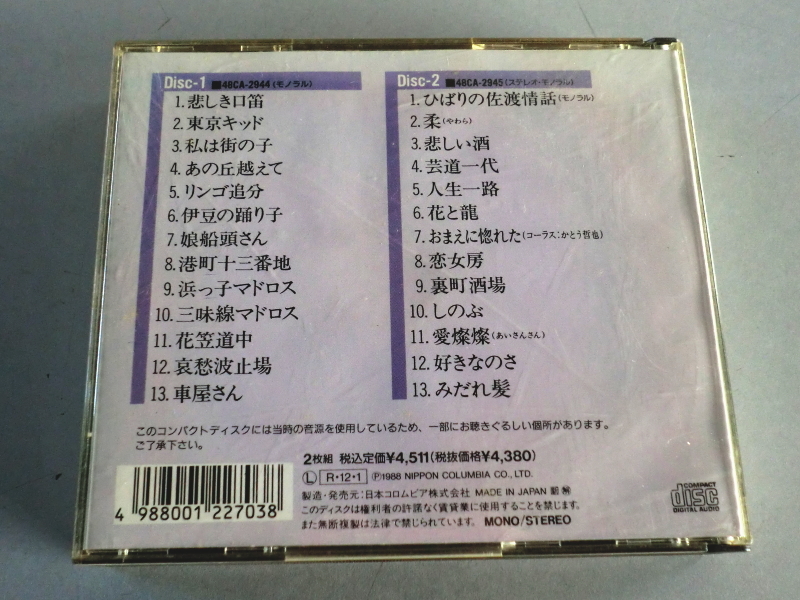 Disc-1 ■48CA-2944(モノラル)
1.悲しき口笛
2.東京キッド
3.私は街の子
4.あの丘越えて
5.リンゴ追分
6.伊豆の踊り子
7.娘船頭さん
8.港町十三番地
9.浜っ子マドロス
10.三味線マドロス
11.花笠道中
12.哀愁波止場
13.車屋さん
Disc-2 ■48CA-2945(ステレオ・モノラル)
1.ひばりの佐渡情話(モノラル)
2.柔(やわら)
3.悲しい酒
4.芸道一代
5.人生一路
6.花と龍
7.おまえに惚れた(コーラス:かとう哲也)
8.恋女房
9.裏町酒場
10.しのぶ
11.愛燦燦(あいさんさん)
12.好きなのさ
13.みだれ髪
このコンパクトディスクには当時の音源を使用しているため、一部にお聴きぐるしい個所があります。
ご了承下さい。
2枚組 税込定価¥4,511(税抜価格¥4,380)
Ⓛ R・12・1 ℗1988 NIPPON COLUMBIA CO., LTD.
製造・発売元:日本コロムビア株式会社 MADE IN JAPAN
このディスクは権利者の許諾なく賃貸業に使用することを禁じます。
また無断複製は法律で禁じられています。 MONO/STEREO
4 988001 227038
COMPACT
disc
DIGITAL AUDIO